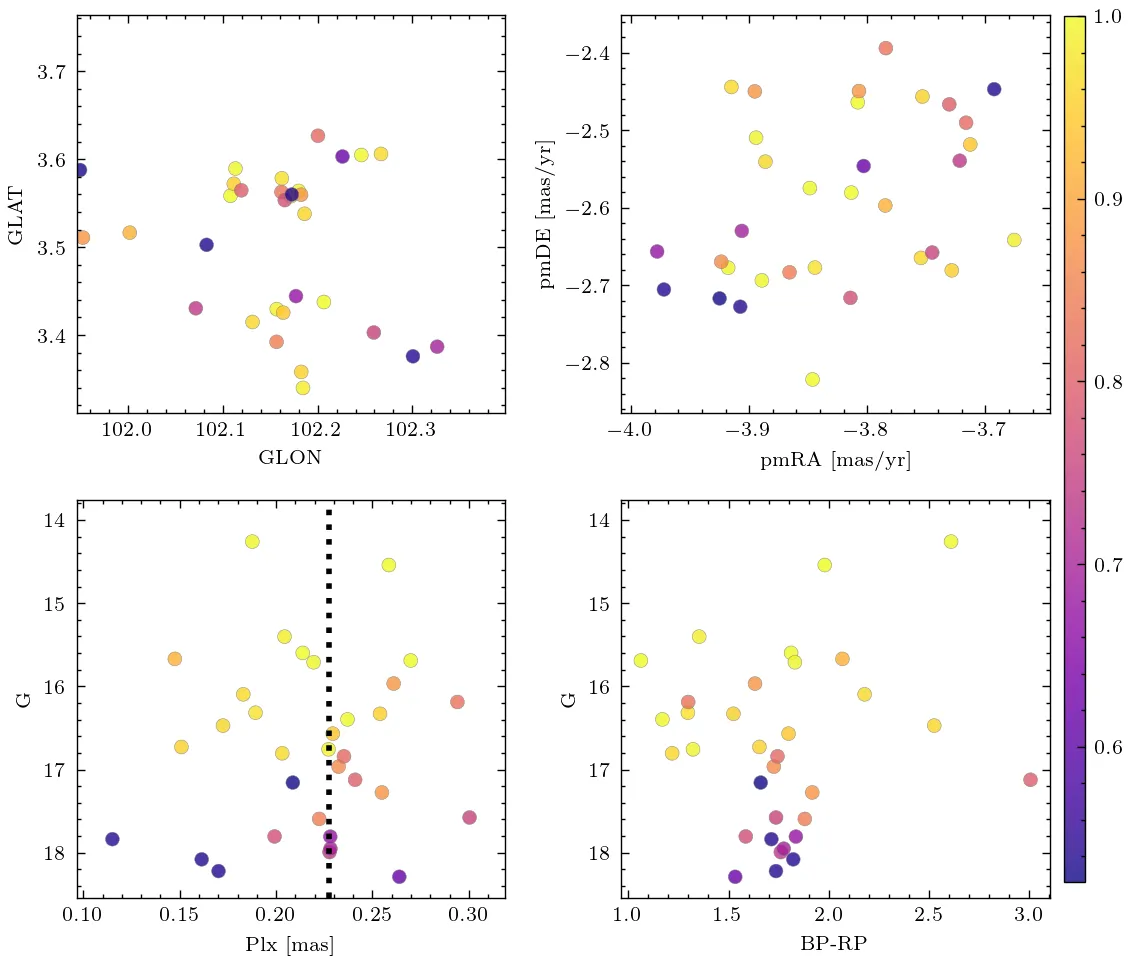 3.7
3.6
3.5
3.4
GLAT
102.0 102.1 102.2 102.3
GLON
−2.4
−2.5
−2.6
−2.7
−2.8
pmDE [mas/yr]
−4.0 −3.9 −3.8 −3.7
pmRA [mas/yr]
14
15
16
17
18
G
0.10 0.15 0.20 0.25 0.30
Plx [mas]
14
15
16
17
18
G
1.0 1.5 2.0 2.5 3.0
BP-RP
1.0
0.9
0.8
0.7
0.6